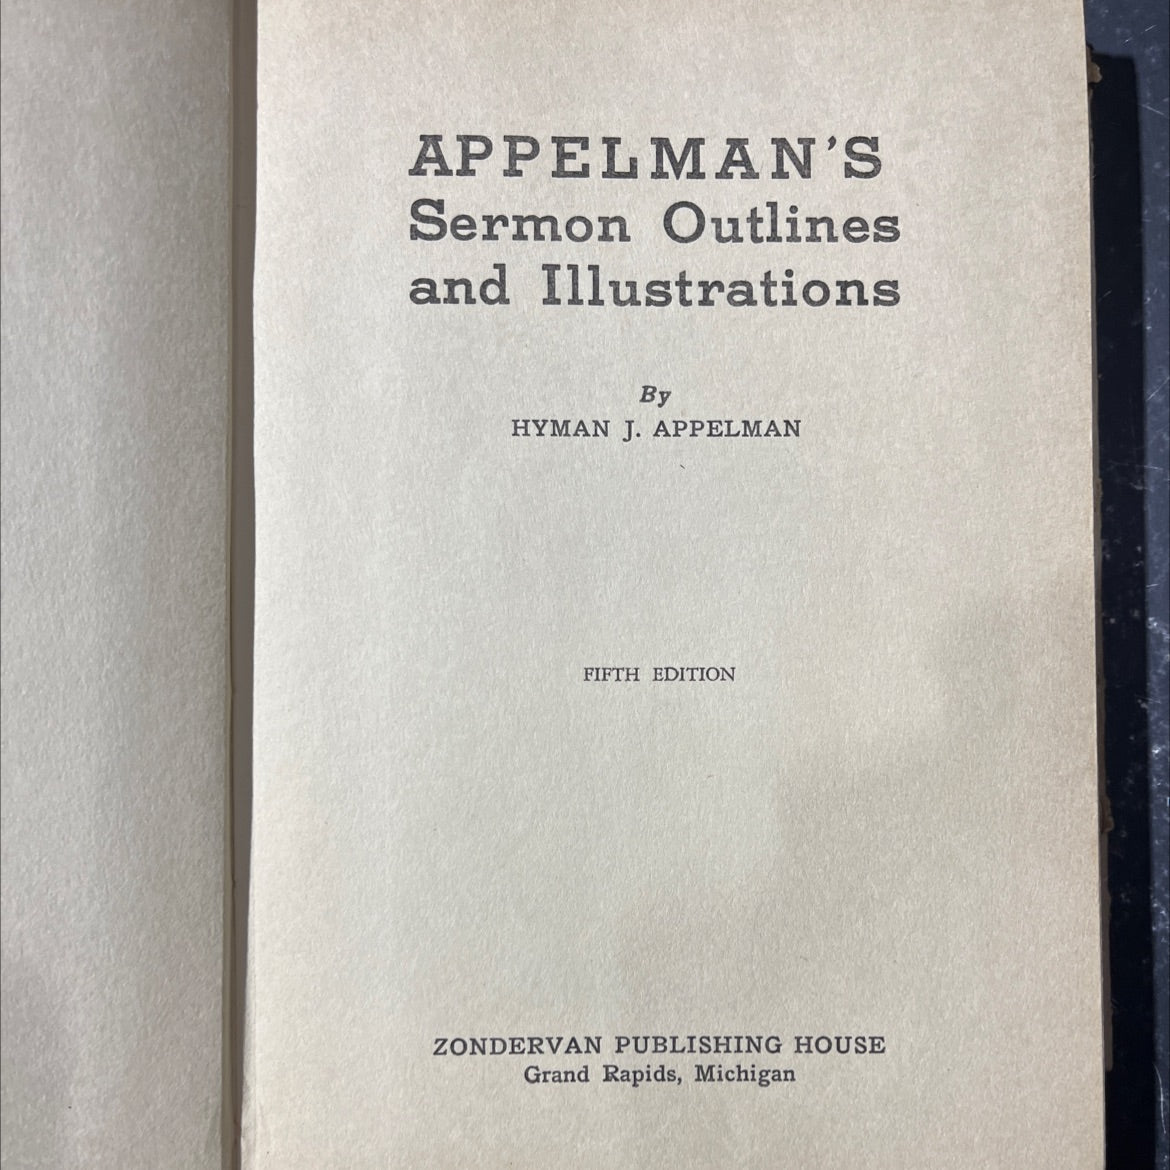 APPELMAN'S
Sermon Outlines
and Illustrations
By
HYMAN J. APPELMAN
FIFTH EDITION
ZONDERVAN PUBLISHING HOUSE
Grand Rapids, Michigan